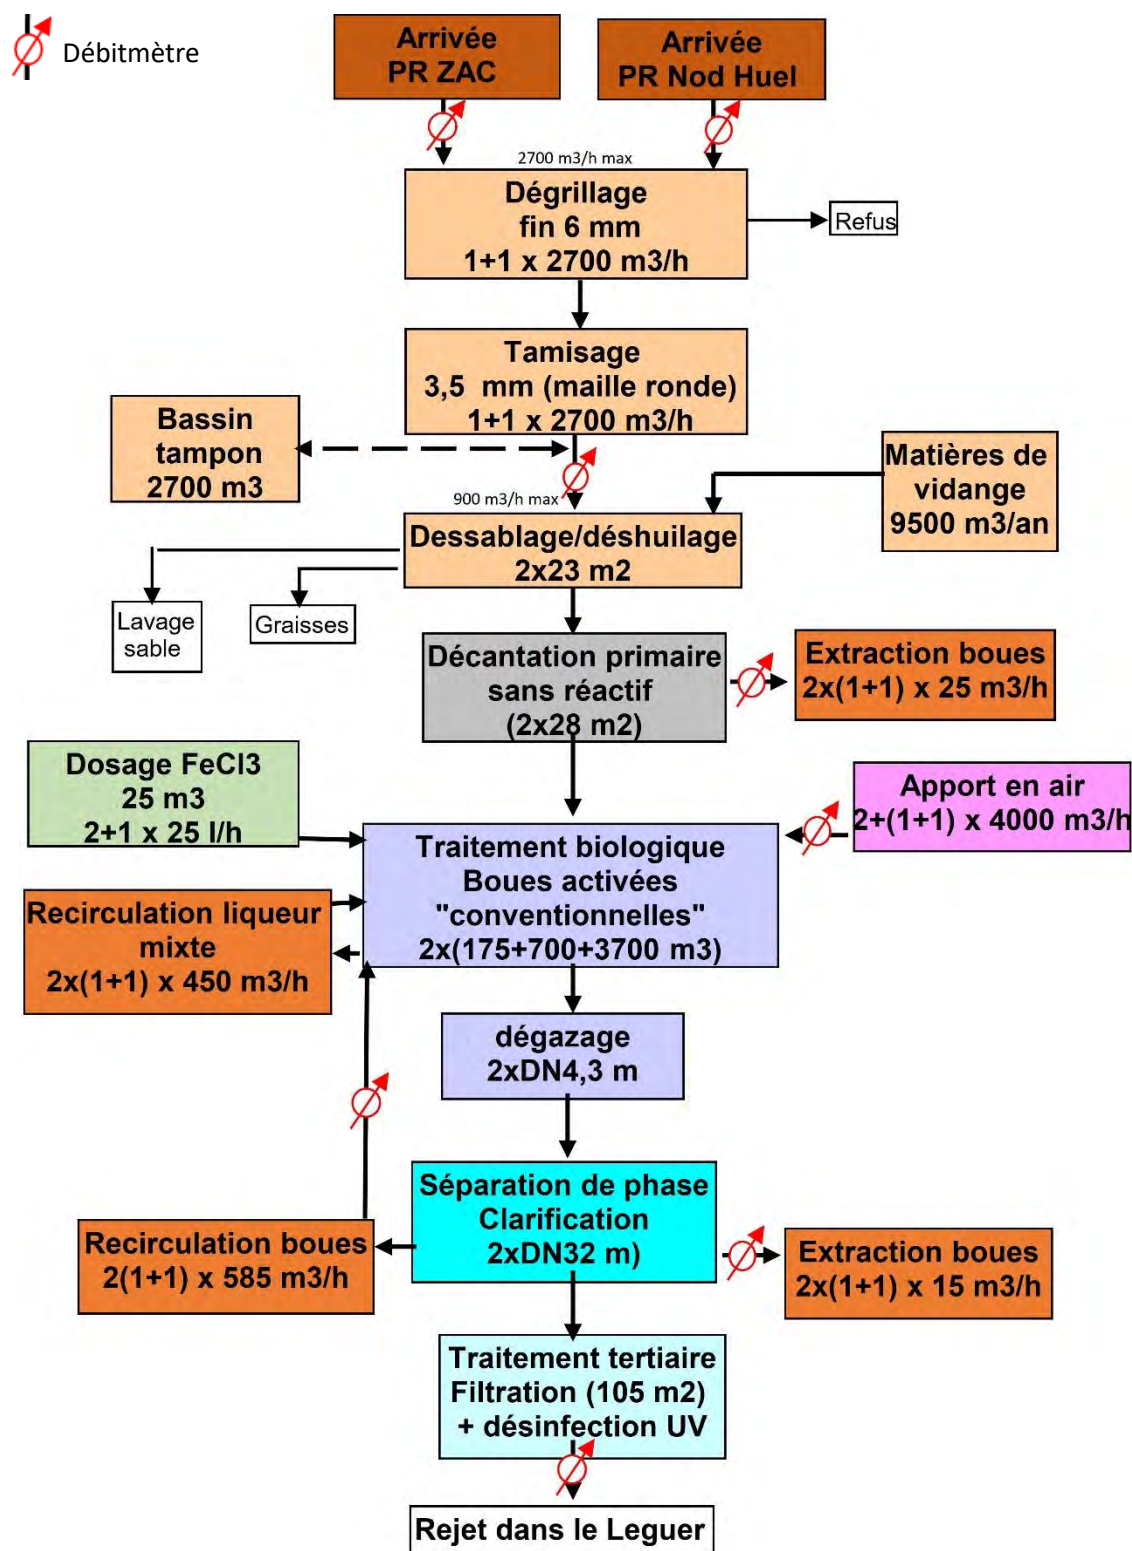 Débitmètre
Arrivée
PR ZAC
Arrivée
PR Nod Huel
2700 m3/h max
Dégrillage
fin 6 mm
1+1 x 2700 m3/h
Refus
Tamisage
3,5 mm (maille ronde)
1+1 x 2700 m3/h
Bassin
tampon
2700 m3
Matières de
vidange
9500 m3/an
900 m3/h max
Dessablage/déshuilage
2x23 m2
Lavage
sable
Graisses
Décantation primaire
sans réactif
(2x28 m2)
Extraction boues
2x(1+1) x 25 m3/h
Dosage FeCl3
25 m3
2+1 x 25 l/h
Apport en air
2+(1+1) x 4000 m3/h
Traitement biologique
Boues activées
"conventionnelles"
2x(175+700+3700 m3)
Recirculation liqueur
mixte
2x(1+1) x 450 m3/h
dégazage
2xDN4,3 m
Séparation de phase
Clarification
2xDN32 m)
Recirculation boues
2(1+1) x 585 m3/h
Extraction boues
2x(1+1) x 15 m3/h
Traitement tertiaire
Filtration (105 m2)
+ désinfection UV
Rejet dans le Leguer